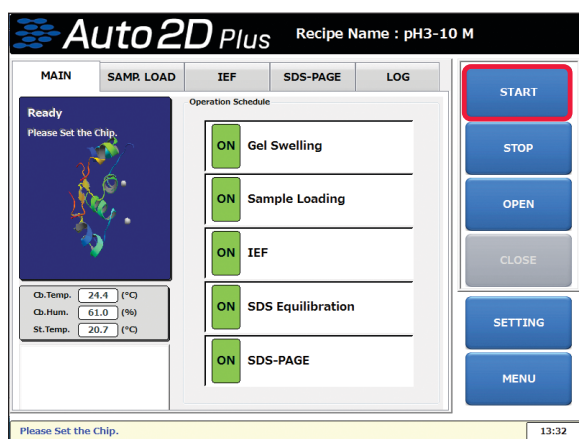 Auto2D Plus Recipe Name : pH3-10 M
MAIN SAMP. LOAD IEF SDS-PAGE LOG
Ready
Please Set the Chip.
Cb.Temp. 24.4 (°C)
Cb.Hum. 61.0 (%)
St.Temp. 20.7 (°C)
Operation Schedule
ON Gel Swelling
ON Sample Loading
ON IEF
ON SDS Equilibration
ON SDS-PAGE
START
STOP
OPEN
CLOSE
SETTING
MENU
Please Set the Chip. 13:32